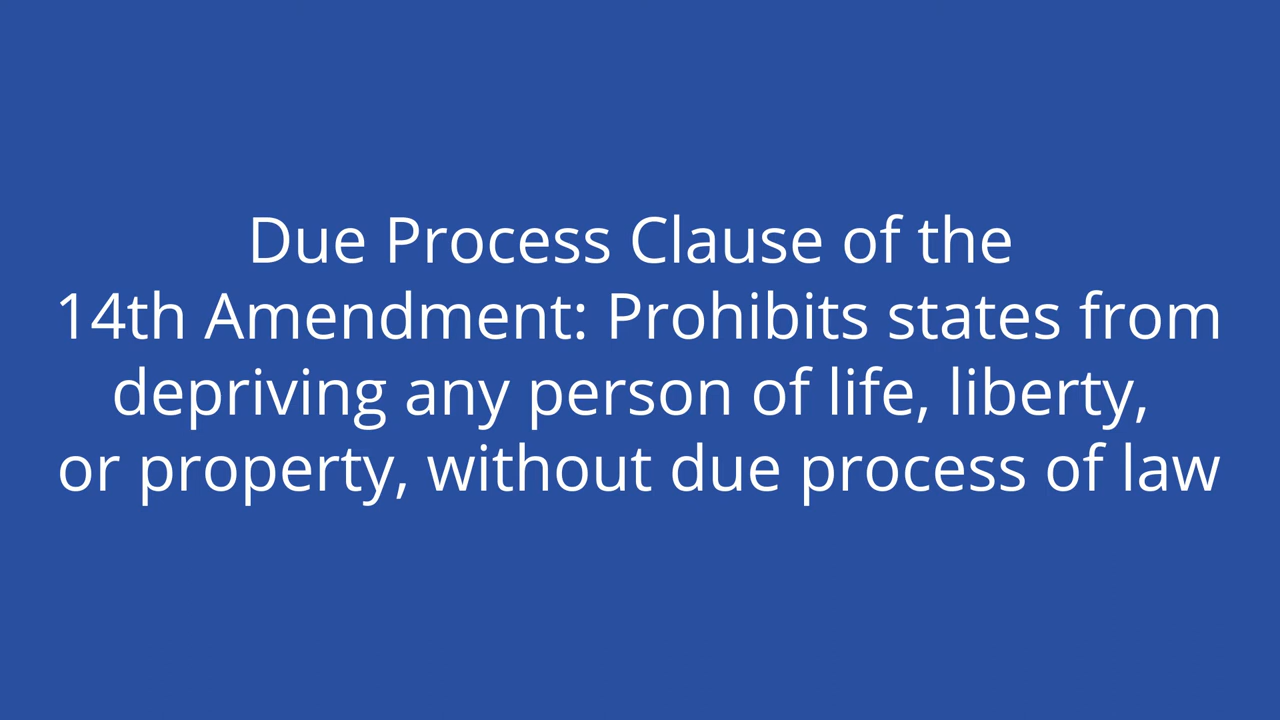 Due Process Clause of the
14th Amendment: Prohibits states from
depriving any person of life, liberty,
or property, without due process of law